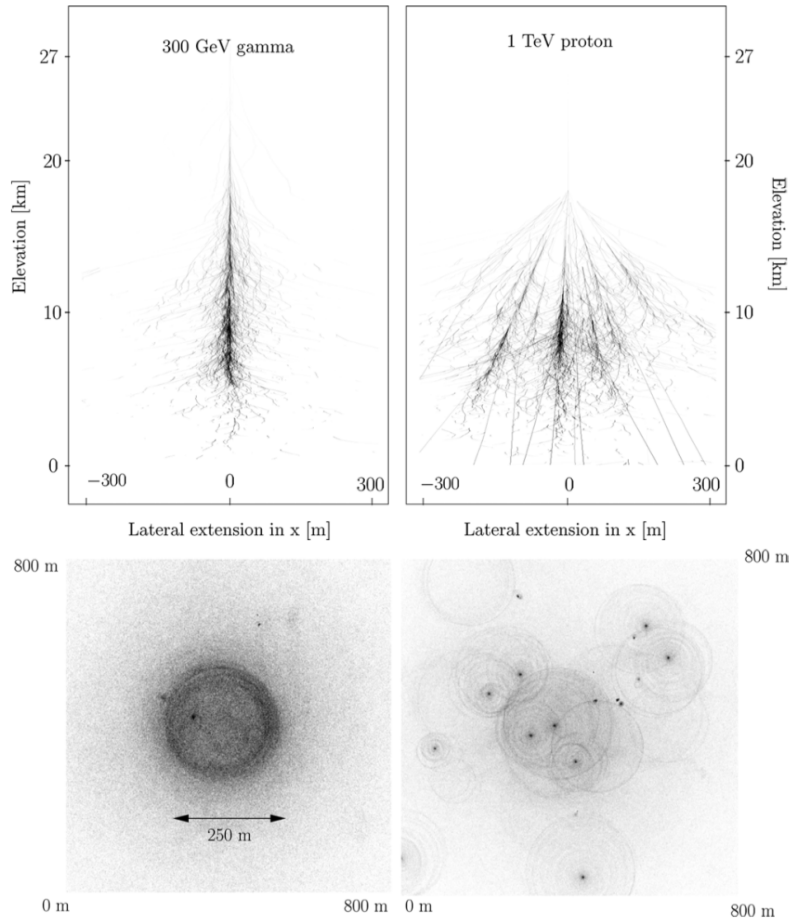 300 GeV gamma
1 TeV proton
27
20
10
0
Elevation [km]
−300 0 300
Lateral extension in x [m]
27
20
10
0
Elevation [km]
−300 0 300
Lateral extension in x [m]
800 m
250 m
0 m 800 m
800 m
0 m 800 m